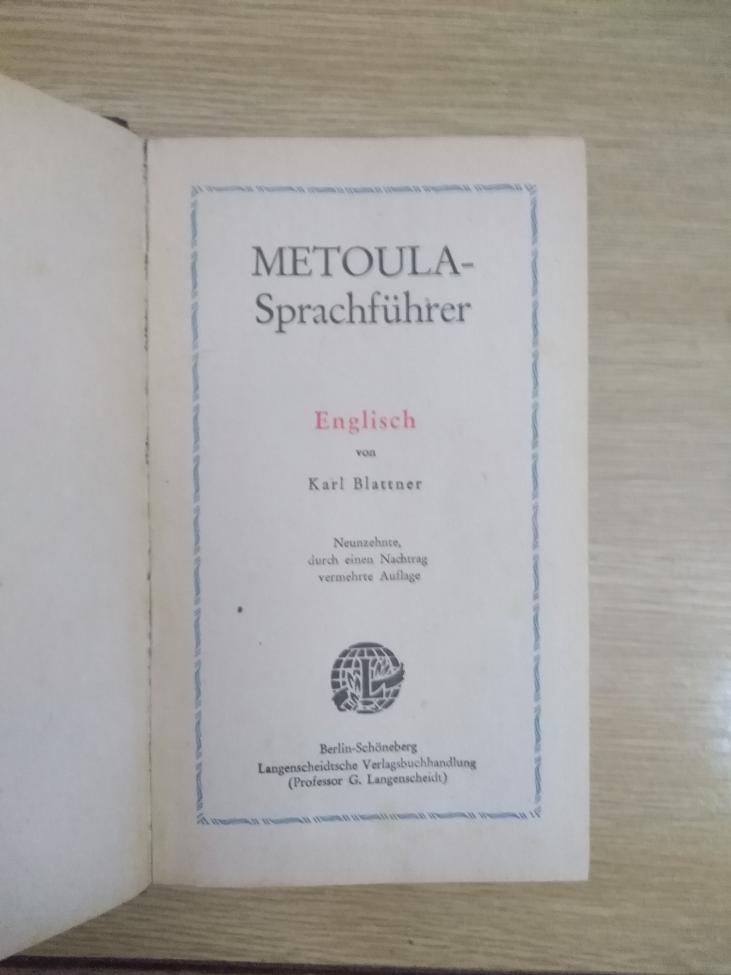 METOULA-
Sprachführer
Englisch
von
Karl Blattner
Neunzehnte,
durch einen Nachtrag
vermehrte Auflage
L
Berlin-Schöneberg
Langenscheidtsche Verlagsbuchhandlung
(Professor G. Langenscheidt)